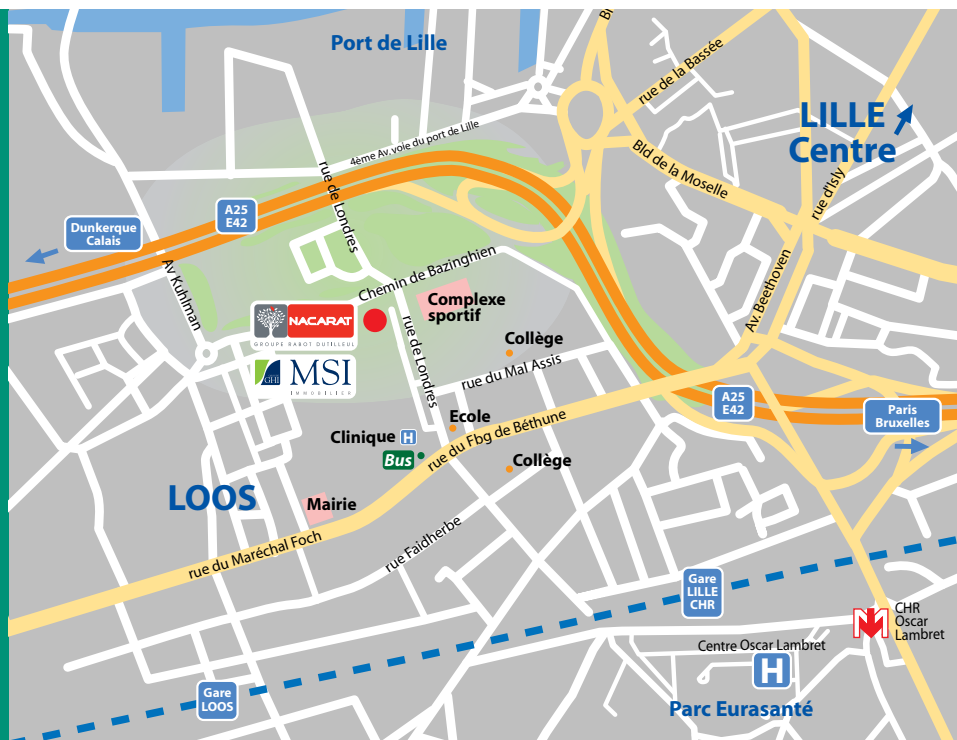 Port de Lille
rue de la Bassée
LILLE
Centre
4ème Av. voie du port de Lille
Bld de la Moselle
rue d'Isly
rue de Londres
A25
E42
Dunkerque
Calais
Av Kuhlman
Chemin de Bazinghien
Av. Beethoven
Complexe
sportif
NACARAT
GROUPE RABOT DUTILLEUL
rue de Londres
Collège
GHI
MSI
IMMOBILIER
rue du Mal Assis
A25
E42
Paris
Bruxelles
Ecole
Clinique H
rue du Fbg de Béthune
Bus
Collège
LOOS
Mairie
rue du Maréchal Foch
rue Faidherbe
Gare
LILLE
CHR
CHR
Oscar
Lambret
M
Centre Oscar Lambret
H
Gare
LOOS
Parc Eurasanté